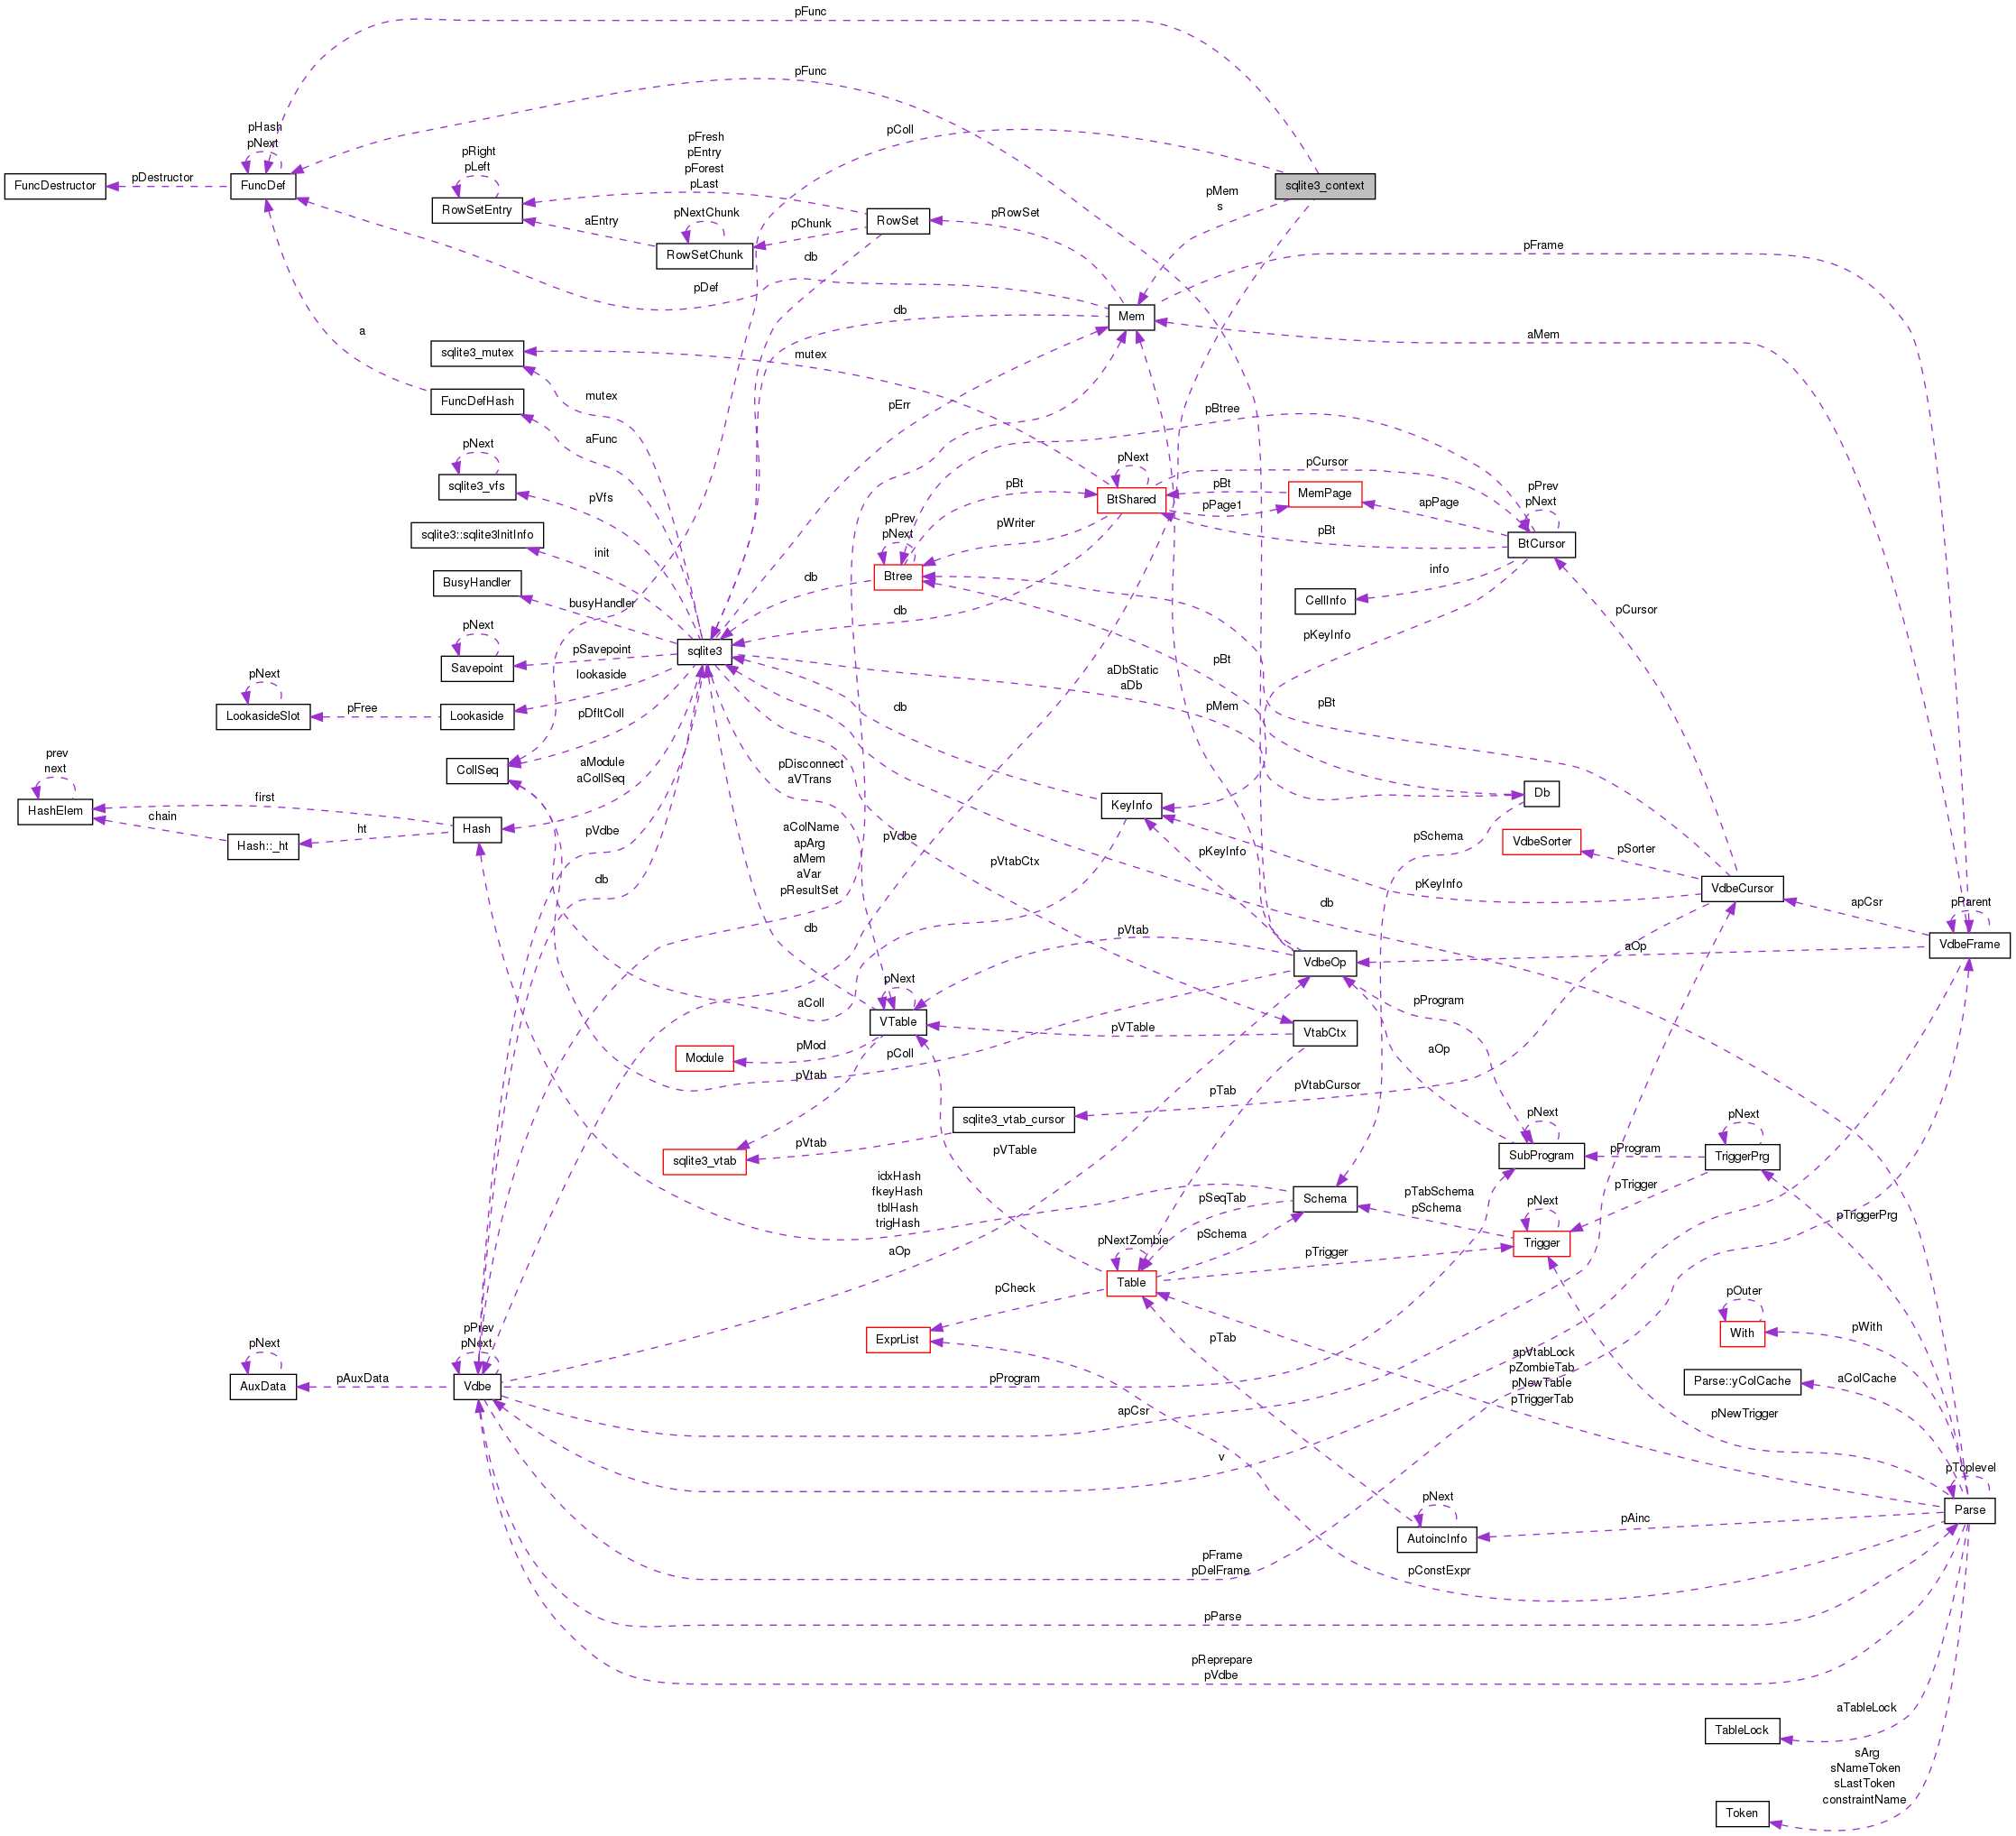 pFunc
pFunc
pColl
pHash
pNext
pFresh
pEntry
pForest
pLast
pRight
pLeft
FuncDestructor
pDestructor
FuncDef
sqlite3_context
pMem
s
RowSetEntry
aEntry
pNextChunk
pChunk
RowSet
pRowSet
RowSetChunk
db
pFrame
pDef
Mem
a
db
aMem
sqlite3_mutex
mutex
FuncDefHash
mutex
pErr
pBtree
aFunc
pNext
sqlite3_vfs
pVfs
pNext
pCursor
pPrev
pNext
BtShared
pBt
MemPage
pBt
pPage1
apPage
pPrev
pNext
pWriter
pBt
BtCursor
sqlite3::sqlite3InitInfo
init
Btree
info
BusyHandler
busyHandler
db
db
CellInfo
pCursor
pNext
Savepoint
pSavepoint
sqlite3
pKeyInfo
pBt
lookaside
aDbStatic
aDb
pNext
LookasideSlot
pFree
Lookaside
pDfltColl
db
pMem
pBt
prev
next
CollSeq
aModule
aCollSeq
pDisconnect
aVTrans
Db
HashElem
first
chain
Hash::_ht
ht
Hash
pVdbe
aColName
apArg
aMem
aVar
pResultSet
pVdbe
KeyInfo
pSchema
VdbeSorter
pSorter
pKeyInfo
pVtabCtx
pKeyInfo
VdbeCursor
db
db
db
apCsr
pParent
VdbeFrame
aOp
pVtab
VdbeOp
pNext
aColl
pProgram
VTable
pVTable
VtabCtx
Module
pMod
pColl
aOp
pVtab
pTab
pVtabCursor
sqlite3_vtab_cursor
pNext
pNext
sqlite3_vtab
pVtab
pVTable
SubProgram
pProgram
TriggerPrg
idxHash
fkeyHash
tblHash
trigHash
pSeqTab
Schema
pTabSchema
pSchema
pNext
pTrigger
pTriggerPrg
pNextZombie
pSchema
aOp
Table
pTrigger
Trigger
pCheck
pOuter
ExprList
pTab
With
pWith
pPrev
pNext
pNext
AuxData
pAuxData
Vdbe
pProgram
apVtabLock
pZombieTab
pNewTable
pTriggerTab
Parse::yColCache
aColCache
apCsr
pNewTrigger
v
pToplevel
pNext
Parse
pAinc
AutoincInfo
pFrame
pDelFrame
pConstExpr
pParse
pReprepare
pVdbe
aTableLock
TableLock
sArg
sNameToken
sLastToken
constraintName
Token